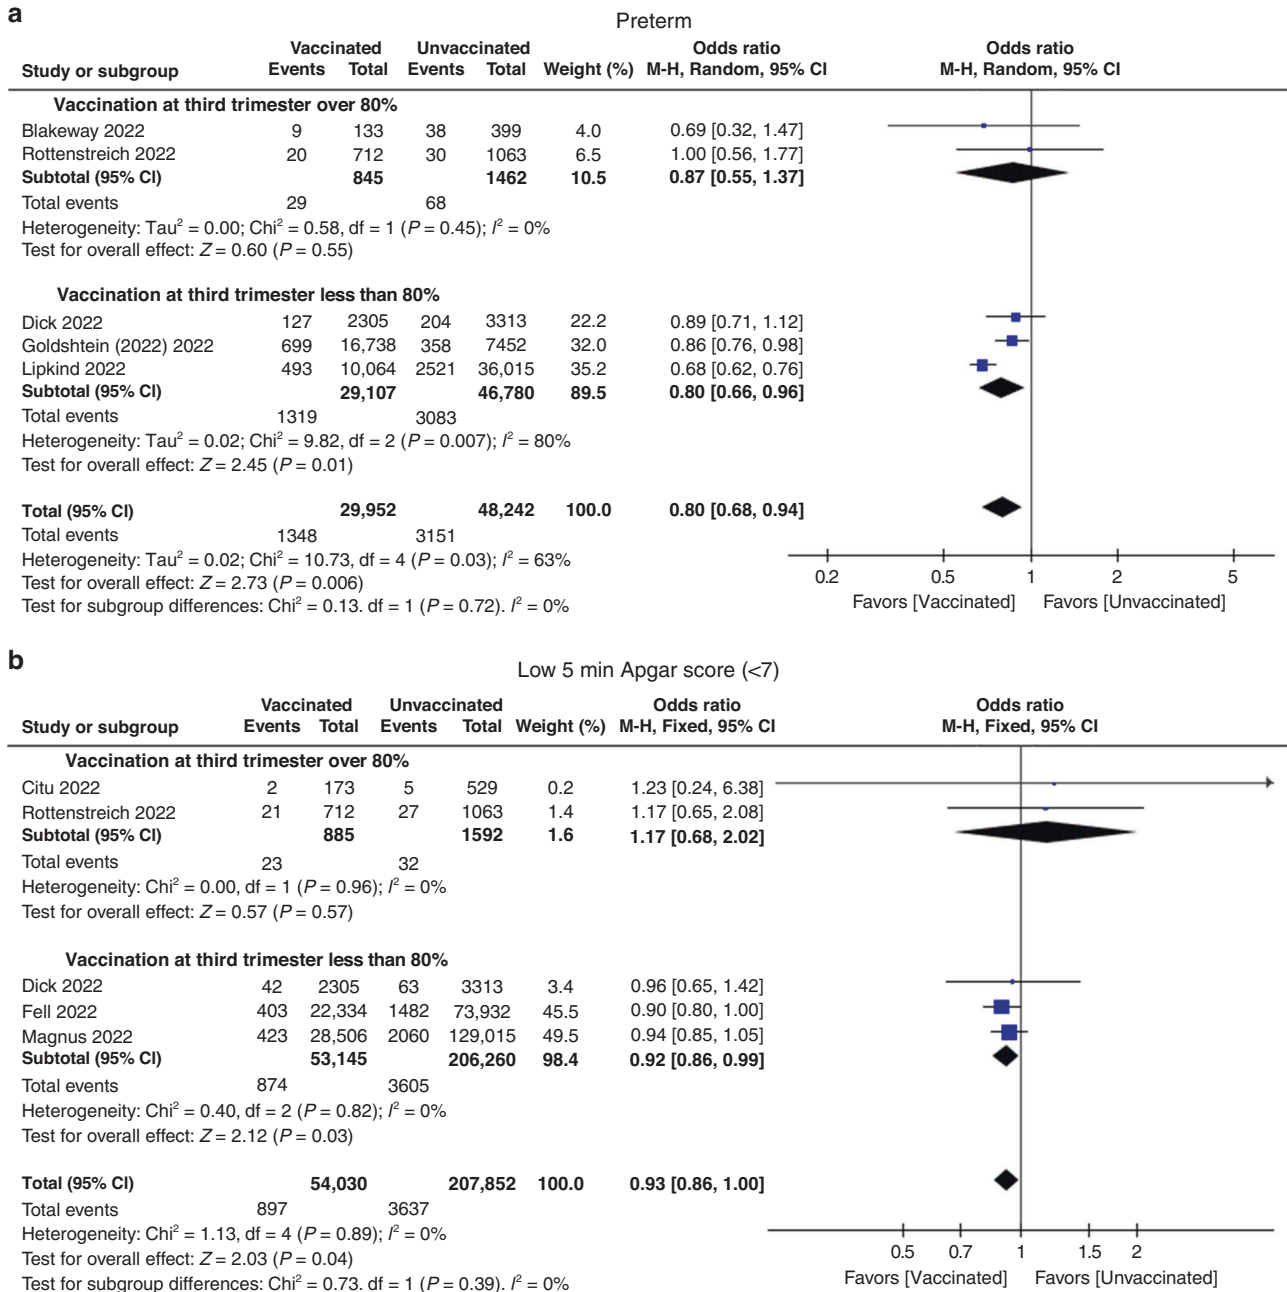 a
Preterm
Vaccinated Unvaccinated Odds ratio Odds ratio
Study or subgroup Events Total Events Total Weight (%) M-H, Random, 95% CI M-H, Random, 95% CI
Vaccination at third trimester over 80%
Blakeway 2022 9 133 38 399 4.0 0.69 [0.32, 1.47]
Rottenstreich 2022 20 712 30 1063 6.5 1.00 [0.56, 1.77]
Subtotal (95% CI) 845 1462 10.5 0.87 [0.55, 1.37]
Total events 29 68
Heterogeneity: Tau² = 0.00; Chi² = 0.58, df = 1 (P = 0.45); I² = 0%
Test for overall effect: Z = 0.60 (P = 0.55)
Vaccination at third trimester less than 80%
Dick 2022 127 2305 204 3313 22.2 0.89 [0.71, 1.12]
Goldshtein (2022) 2022 699 16,738 358 7452 32.0 0.86 [0.76, 0.98]
Lipkind 2022 493 10,064 2521 36,015 35.2 0.68 [0.62, 0.76]
Subtotal (95% CI) 29,107 46,780 89.5 0.80 [0.66, 0.96]
Total events 1319 3083
Heterogeneity: Tau² = 0.02; Chi² = 9.82, df = 2 (P = 0.007); I² = 80%
Test for overall effect: Z = 2.45 (P = 0.01)
Total (95% CI) 29,952 48,242 100.0 0.80 [0.68, 0.94]
Total events 1348 3151
Heterogeneity: Tau² = 0.02; Chi² = 10.73, df = 4 (P = 0.03); I² = 63%
Test for overall effect: Z = 2.73 (P = 0.006)
Test for subgroup differences: Chi² = 0.13. df = 1 (P = 0.72). I² = 0%
0.2 0.5 1 2 5
Favors [Vaccinated] Favors [Unvaccinated]
b
Low 5 min Apgar score (<7)
Vaccinated Unvaccinated Odds ratio Odds ratio
Study or subgroup Events Total Events Total Weight (%) M-H, Fixed, 95% CI M-H, Fixed, 95% CI
Vaccination at third trimester over 80%
Citu 2022 2 173 5 529 0.2 1.23 [0.24, 6.38]
Rottenstreich 2022 21 712 27 1063 1.4 1.17 [0.65, 2.08]
Subtotal (95% CI) 885 1592 1.6 1.17 [0.68, 2.02]
Total events 23 32
Heterogeneity: Chi² = 0.00, df = 1 (P = 0.96); I² = 0%
Test for overall effect: Z = 0.57 (P = 0.57)
Vaccination at third trimester less than 80%
Dick 2022 42 2305 63 3313 3.4 0.96 [0.65, 1.42]
Fell 2022 403 22,334 1482 73,932 45.5 0.90 [0.80, 1.00]
Magnus 2022 423 28,506 2060 129,015 49.5 0.94 [0.85, 1.05]
Subtotal (95% CI) 53,145 206,260 98.4 0.92 [0.86, 0.99]
Total events 874 3605
Heterogeneity: Chi² = 0.40, df = 2 (P = 0.82); I² = 0%
Test for overall effect: Z = 2.12 (P = 0.03)
Total (95% CI) 54,030 207,852 100.0 0.93 [0.86, 1.00]
Total events 897 3637
Heterogeneity: Chi² = 1.13, df = 4 (P = 0.89); I² = 0%
Test for overall effect: Z = 2.03 (P = 0.04)
Test for subgroup differences: Chi² = 0.73. df = 1 (P = 0.39). I² = 0%
0.5 0.7 1 1.5 2
Favors [Vaccinated] Favors [Unvaccinated]